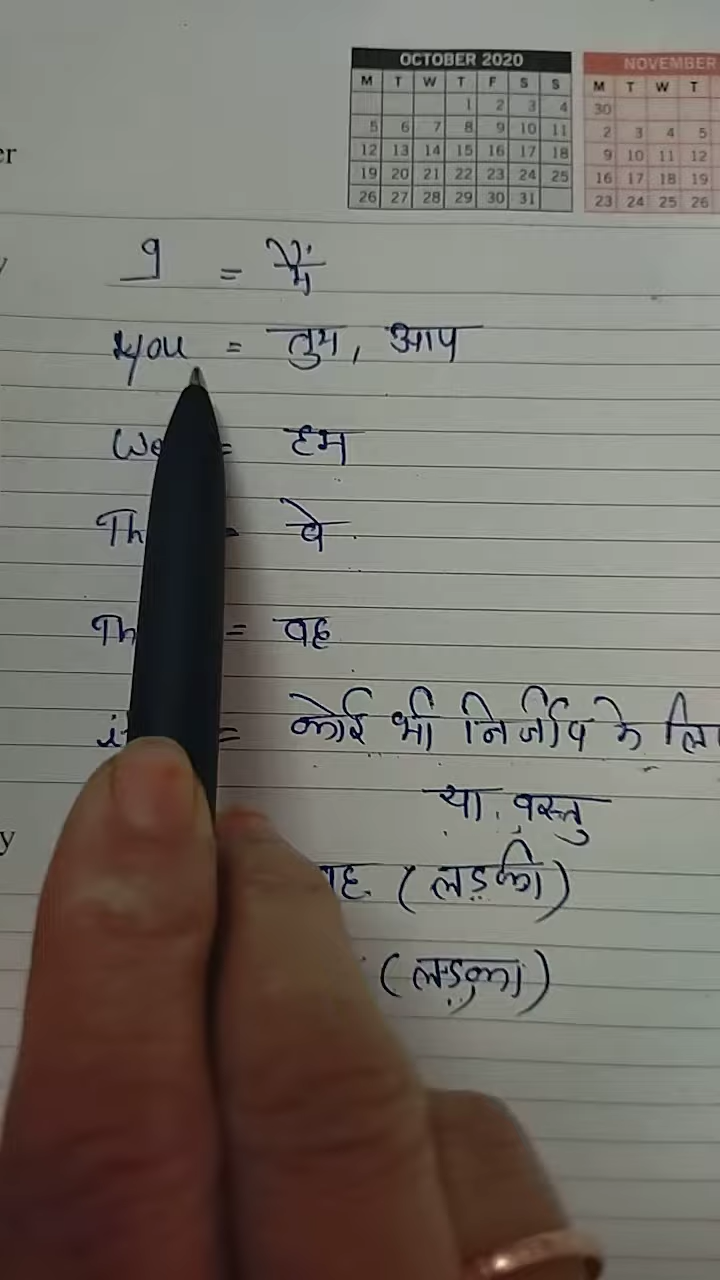 er
OCTOBER 2020
M T W T F S S
1 2 3 4
5 6 7 8 9 10 11
12 13 14 15 16 17 18
19 20 21 22 23 24 25
26 27 28 29 30 31
NOVEMBER
M T W T
30
2 3 4 5
9 10 11 12
16 17 18 19
23 24 25 26
y
I = मैं
You = तुम, आप
We = हम
Th = वे
Th = वह
it = कोई भी निर्जीव के लि
या वस्तु
y
वह (लड़की)
(लड़का)